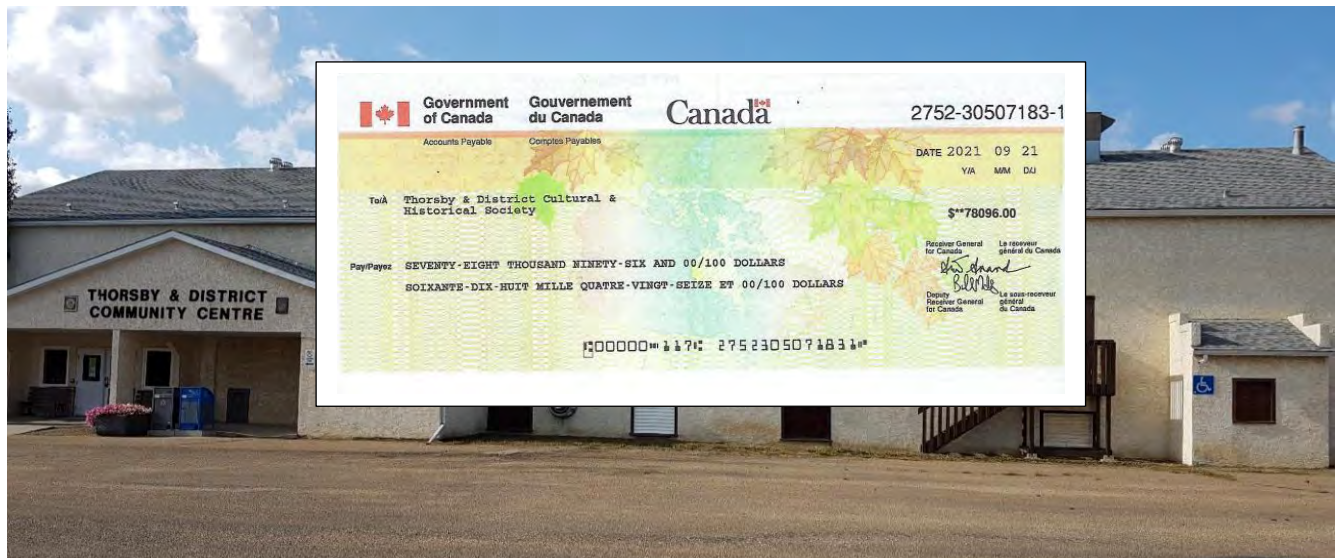 THORSBY & DISTRICT
COMMUNITY CENTRE
Government of Canada
Gouvernement du Canada
Canada
2752-30507183-1
Accounts Payable
Comptes Payables
DATE 2021 09 21
Y/A M/M D/J
To/À Thorsby & District Cultural &
Historical Society
$**78096.00
Receiver General
for Canada
Le receveur
général du Canada
Pay/Payez SEVENTY-EIGHT THOUSAND NINETY-SIX AND 00/100 DOLLARS
SOIXANTE-DIX-HUIT MILLE QUATRE-VINGT-SEIZE ET 00/100 DOLLARS
Deputy
Receiver General
for Canada
Le sous-receveur
général
du Canada
⑆00000⑈117⑆ 2752305071831⑈